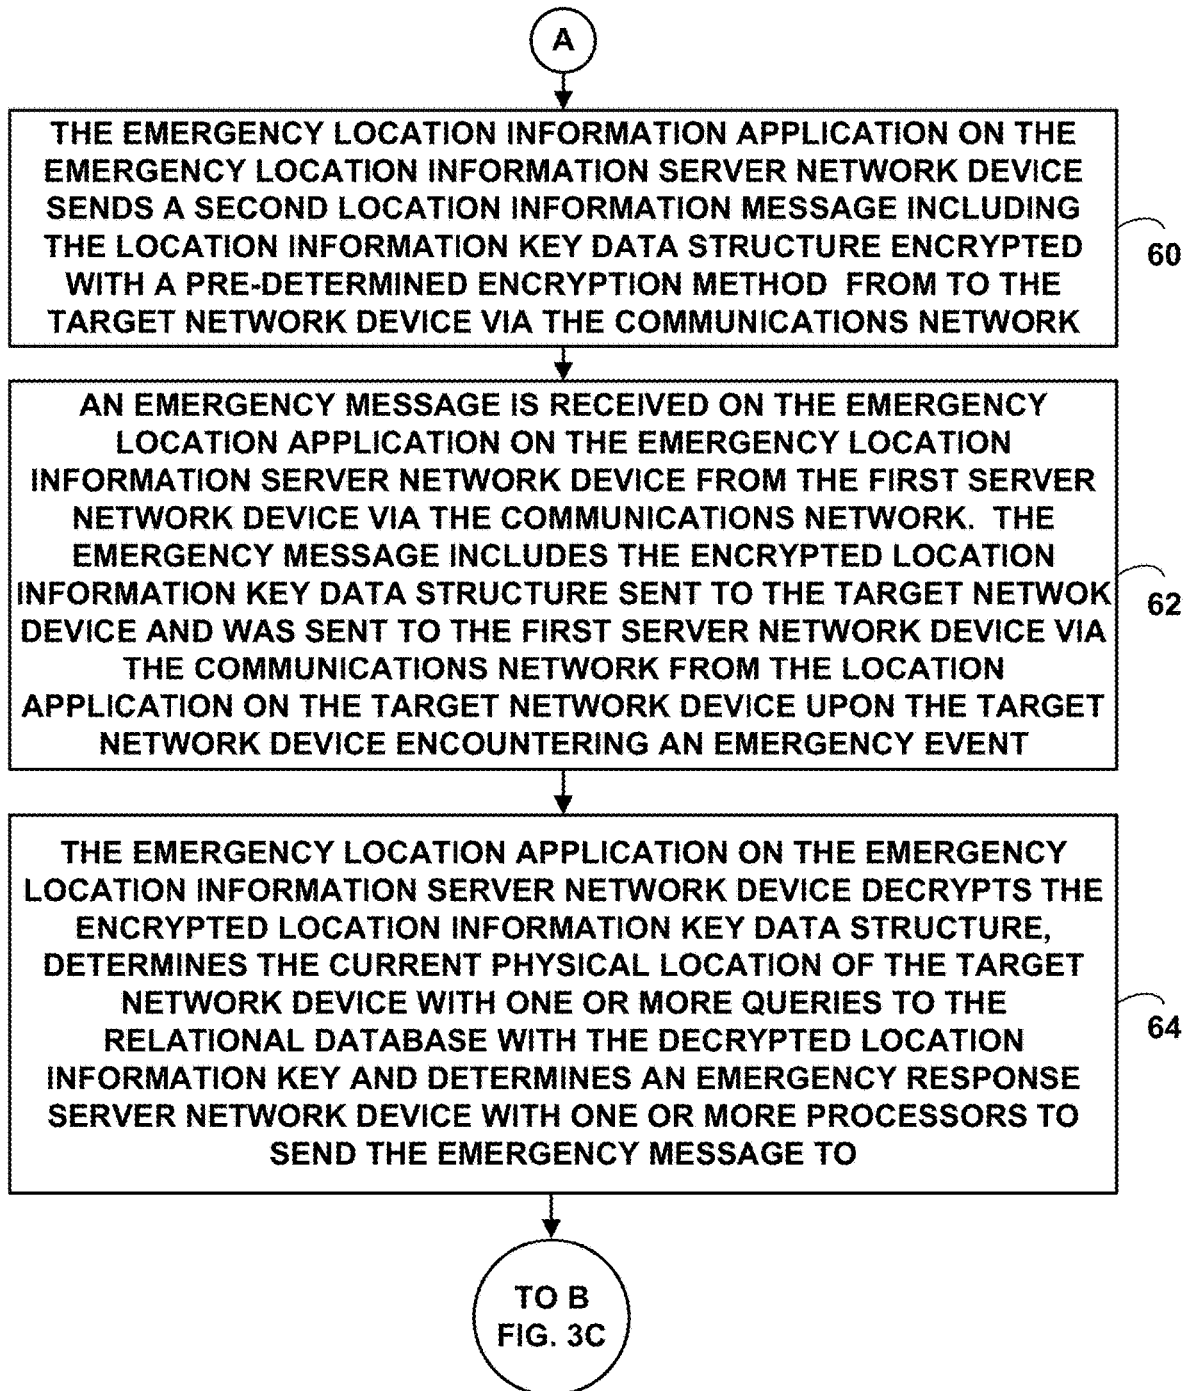 A
THE EMERGENCY LOCATION INFORMATION APPLICATION ON THE
EMERGENCY LOCATION INFORMATION SERVER NETWORK DEVICE
SENDS A SECOND LOCATION INFORMATION MESSAGE INCLUDING
THE LOCATION INFORMATION KEY DATA STRUCTURE ENCRYPTED
WITH A PRE-DETERMINED ENCRYPTION METHOD  FROM TO THE
TARGET NETWORK DEVICE VIA THE COMMUNICATIONS NETWORK
60
AN EMERGENCY MESSAGE IS RECEIVED ON THE EMERGENCY
LOCATION APPLICATION ON THE EMERGENCY LOCATION
INFORMATION SERVER NETWORK DEVICE FROM THE FIRST SERVER
NETWORK DEVICE VIA THE COMMUNICATIONS NETWORK.  THE
EMERGENCY MESSAGE INCLUDES THE ENCRYPTED LOCATION
INFORMATION KEY DATA STRUCTURE SENT TO THE TARGET NETWOK
DEVICE AND WAS SENT TO THE FIRST SERVER NETWORK DEVICE VIA
THE COMMUNICATIONS NETWORK FROM THE LOCATION
APPLICATION ON THE TARGET NETWORK DEVICE UPON THE TARGET
NETWORK DEVICE ENCOUNTERING AN EMERGENCY EVENT
62
THE EMERGENCY LOCATION APPLICATION ON THE EMERGENCY
LOCATION INFORMATION SERVER NETWORK DEVICE DECRYPTS THE
ENCRYPTED LOCATION INFORMATION KEY DATA STRUCTURE,
DETERMINES THE CURRENT PHYSICAL LOCATION OF THE TARGET
NETWORK DEVICE WITH ONE OR MORE QUERIES TO THE
RELATIONAL DATABASE WITH THE DECRYPTED LOCATION
INFORMATION KEY AND DETERMINES AN EMERGENCY RESPONSE
SERVER NETWORK DEVICE WITH ONE OR MORE PROCESSORS TO
SEND THE EMERGENCY MESSAGE TO
64
TO B
FIG. 3C